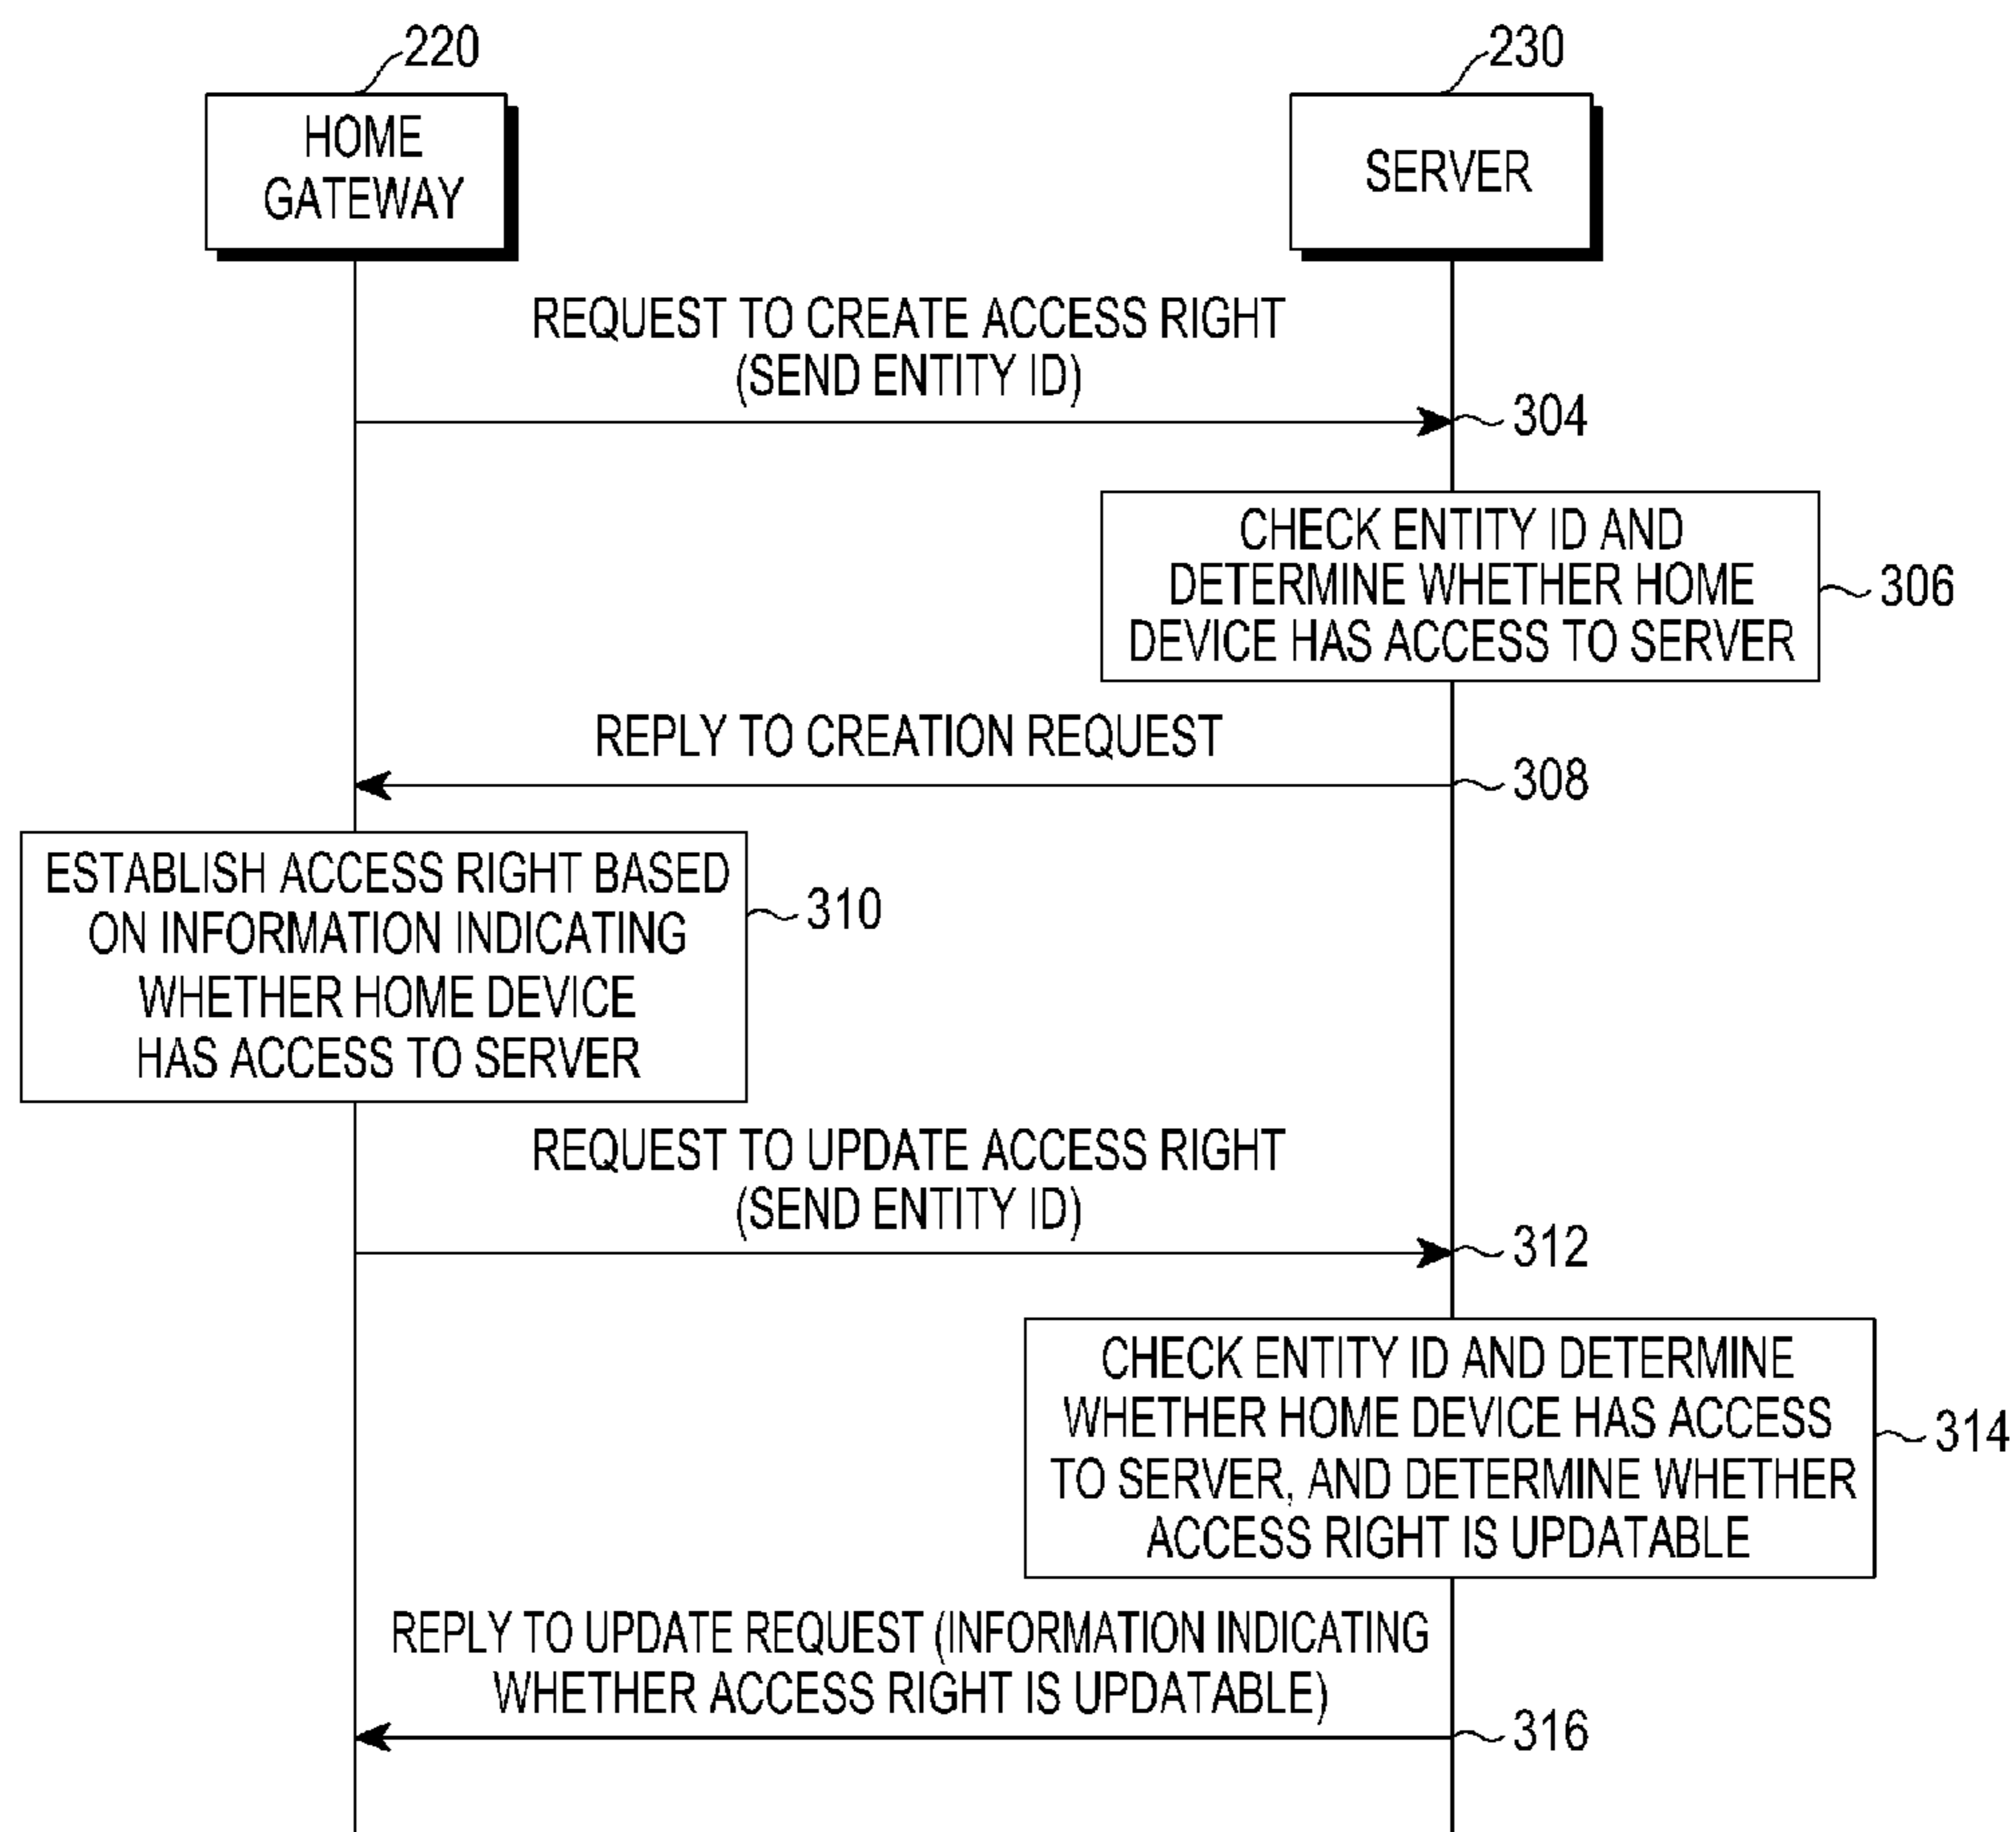 220
230
HOME
GATEWAY
SERVER
REQUEST TO CREATE ACCESS RIGHT
(SEND ENTITY ID)
304
CHECK ENTITY ID AND
DETERMINE WHETHER HOME
DEVICE HAS ACCESS TO SERVER
306
REPLY TO CREATION REQUEST
308
ESTABLISH ACCESS RIGHT BASED
ON INFORMATION INDICATING
WHETHER HOME DEVICE
HAS ACCESS TO SERVER
310
REQUEST TO UPDATE ACCESS RIGHT
(SEND ENTITY ID)
312
CHECK ENTITY ID AND DETERMINE
WHETHER HOME DEVICE HAS ACCESS
TO SERVER, AND DETERMINE WHETHER
ACCESS RIGHT IS UPDATABLE
314
REPLY TO UPDATE REQUEST (INFORMATION INDICATING
WHETHER ACCESS RIGHT IS UPDATABLE)
316